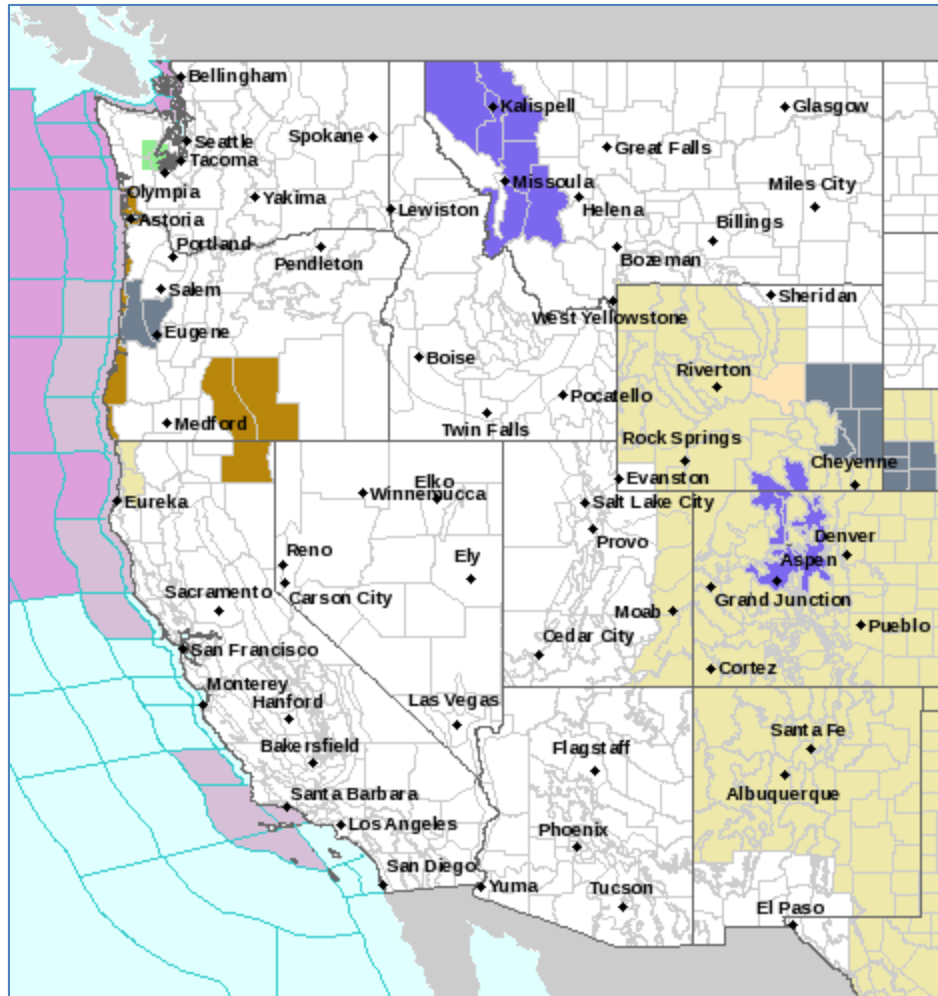 Bellingham
Kalispell
Glasgow
Spokane
Seattle
Great Falls
Tacoma
Missoula
Miles City
Olympia
Yakima
Lewiston
Helena
Astoria
Billings
Portland
Pendleton
Bozeman
Salem
Sheridan
West Yellowstone
Eugene
Boise
Riverton
Pocatello
Medford
Twin Falls
Rock Springs
Cheyenne
Elko
Evanston
Winnemucca
Eureka
Salt Lake City
Provo
Denver
Reno
Ely
Aspen
Sacramento
Carson City
Grand Junction
Moab
Pueblo
Cedar City
San Francisco
Cortez
Monterey
Hanford
Las Vegas
Santa Fe
Bakersfield
Flagstaff
Albuquerque
Santa Barbara
Los Angeles
Phoenix
San Diego
Yuma
Tucson
El Paso